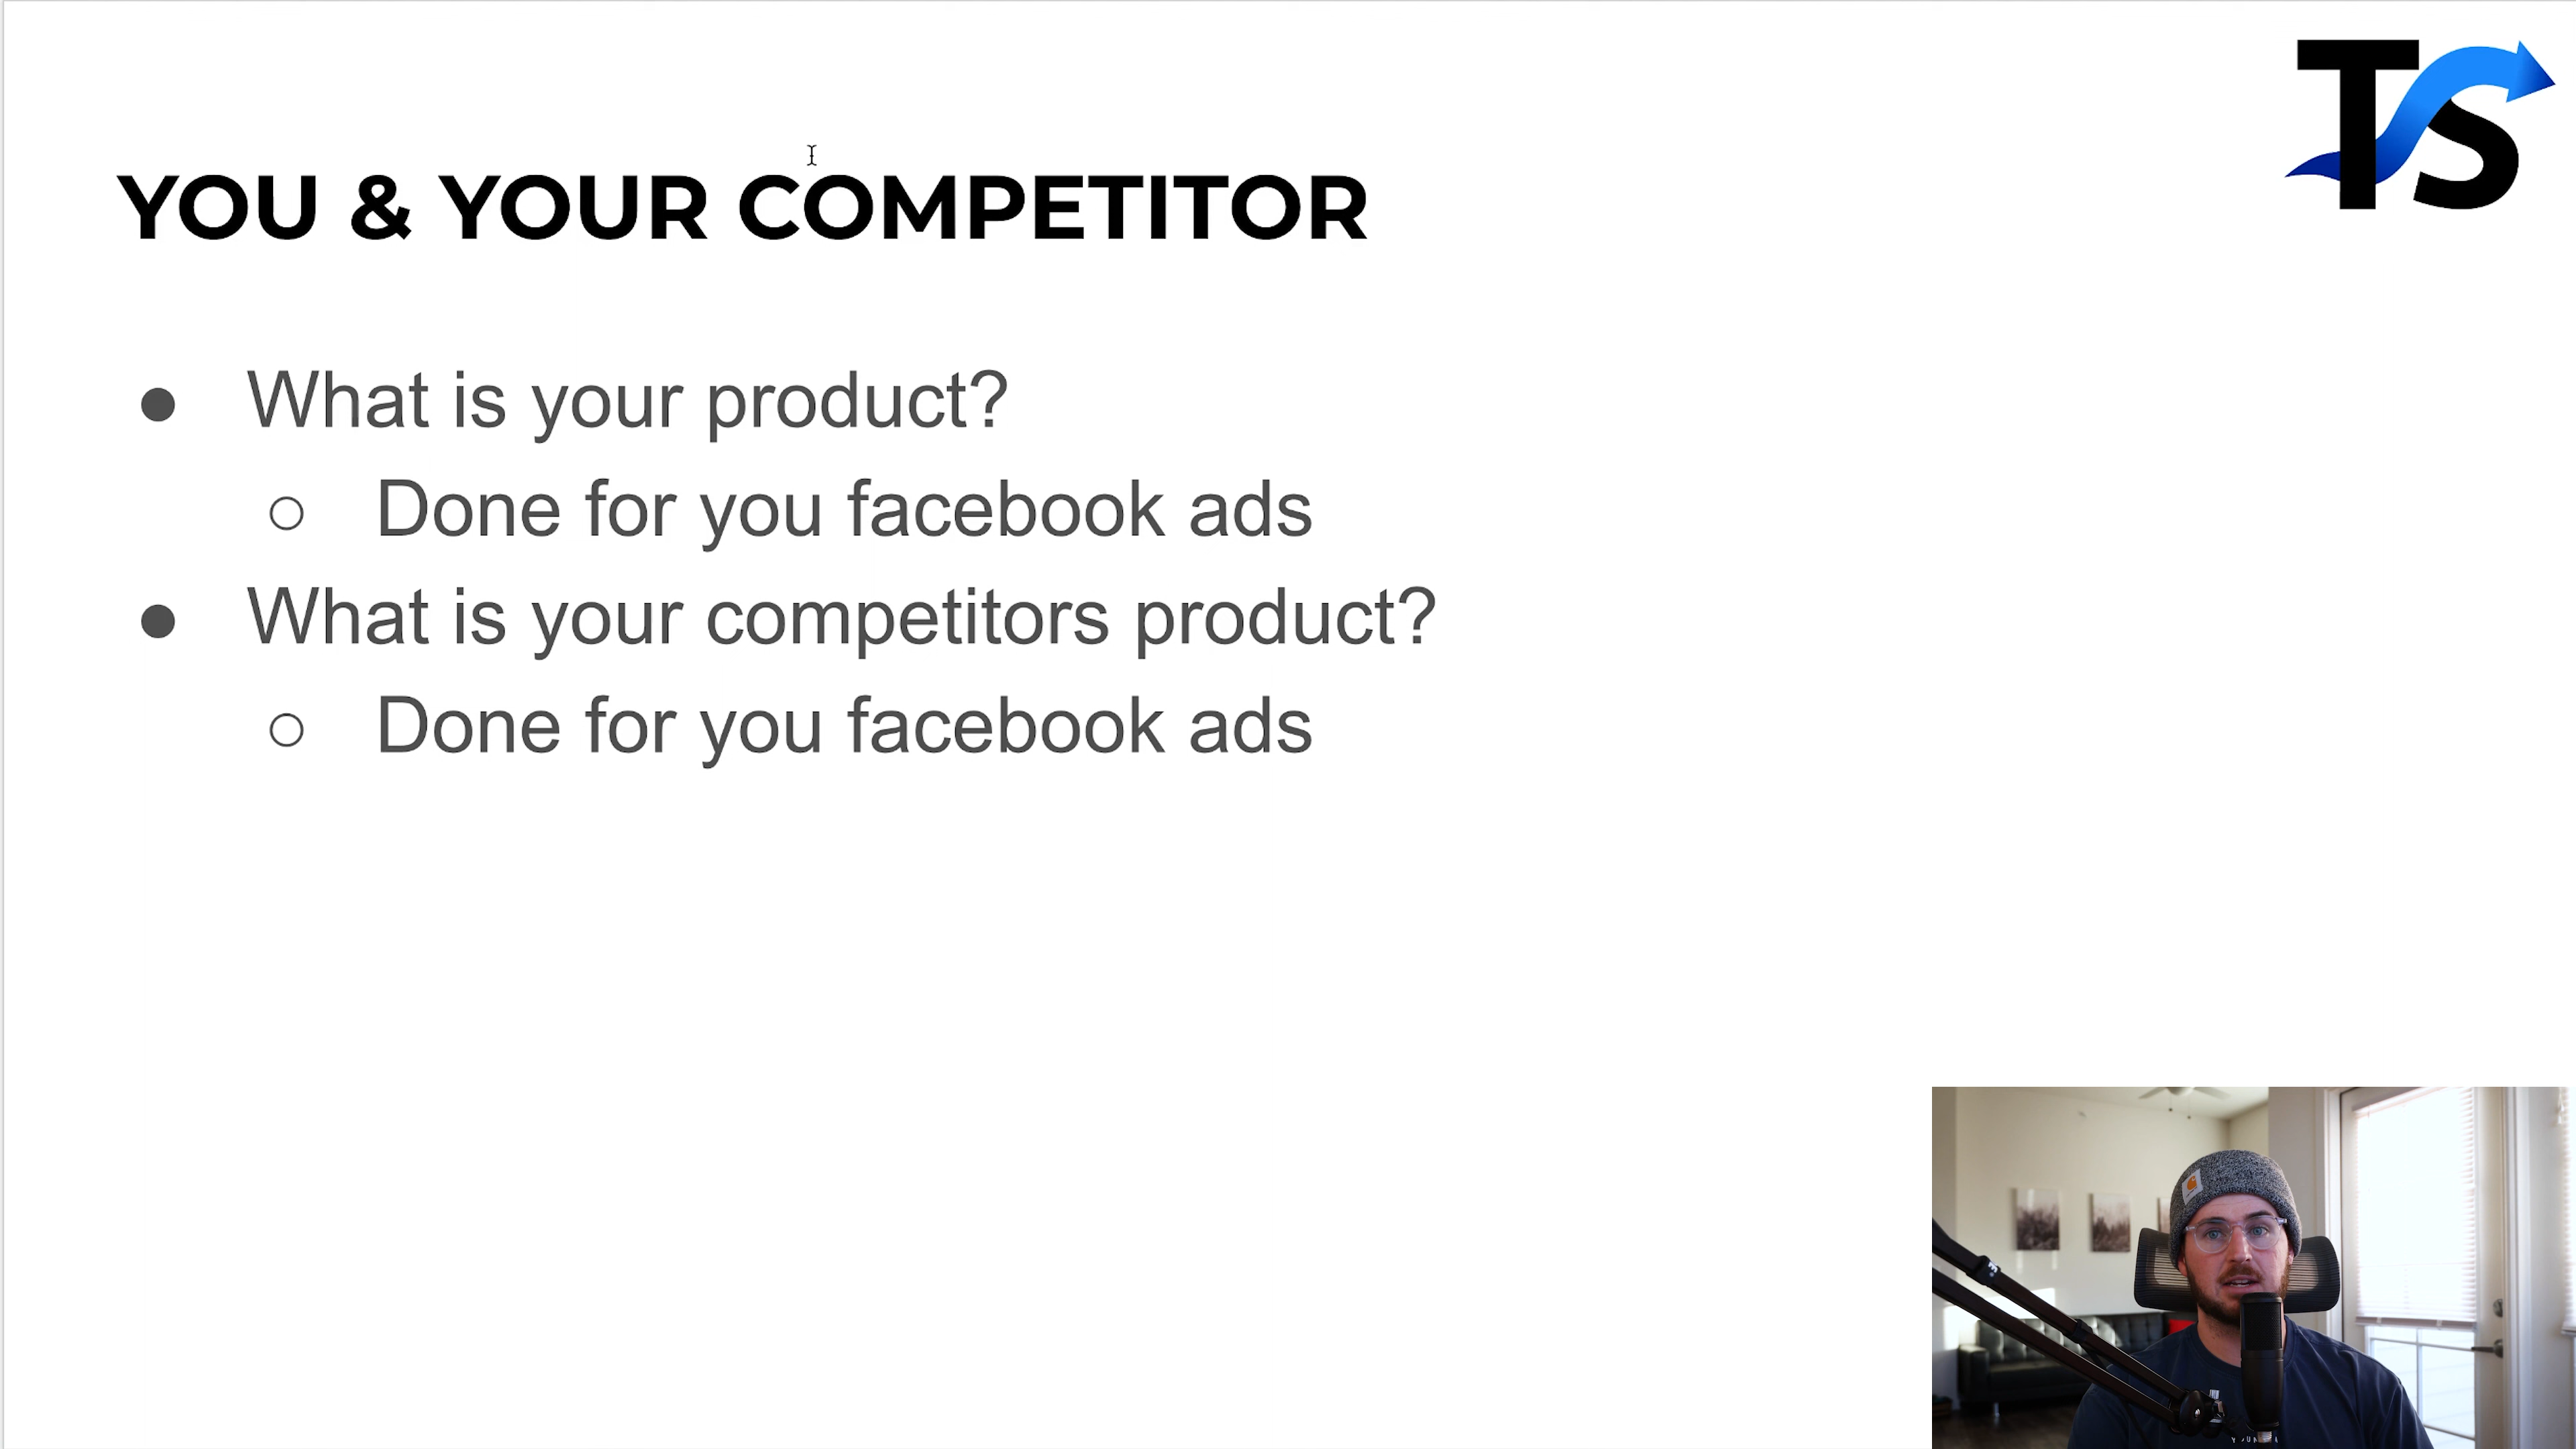 TS
YOU & YOUR COMPETITOR
● What is your product?
○ Done for you facebook ads
● What is your competitors product?
○ Done for you facebook ads